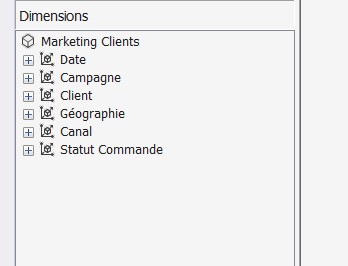 Dimensions
Marketing Clients
Date
Campagne
Client
Géographie
Canal
Statut Commande